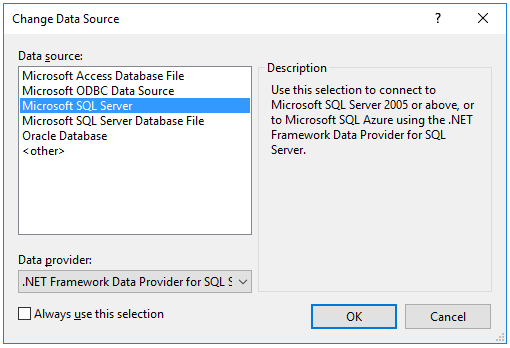 Change Data Source
?
Data source:
Microsoft Access Database File
Microsoft ODBC Data Source
Microsoft SQL Server
Microsoft SQL Server Database File
Oracle Database
<other>
Description
Use this selection to connect to
Microsoft SQL Server 2005 or above, or
to Microsoft SQL Azure using the .NET
Framework Data Provider for SQL
Server.
Data provider:
.NET Framework Data Provider for SQL S
Always use this selection
OK
Cancel